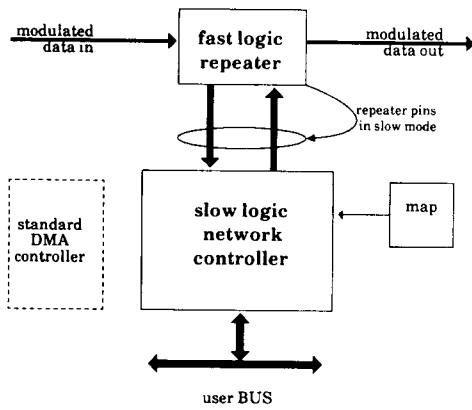 modulated
data in
fast logic
repeater
modulated
data out
repeater pins
in slow mode
standard
DMA
controller
slow logic
network
controller
map
user BUS